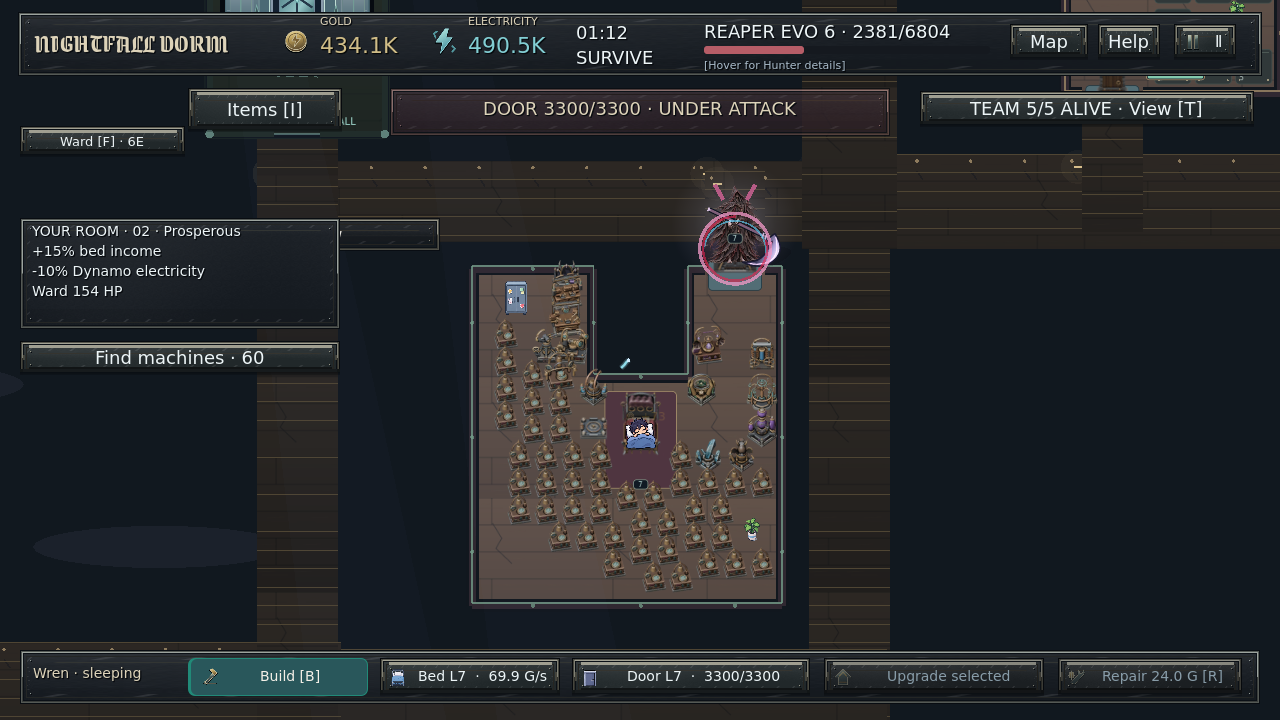 NIGHTFALL DORM
GOLD
434.1K
ELECTRICITY
490.5K
01:12
SURVIVE
REAPER EVO 6 · 2381/6804
[Hover for Hunter details]
Map
Help
II
Items [I]
DOOR 3300/3300 · UNDER ATTACK
TEAM 5/5 ALIVE · View [T]
Ward [F] · 6E
YOUR ROOM · 02 · Prosperous
+15% bed income
-10% Dynamo electricity
Ward 154 HP
Find machines · 60
7
7
Wren · sleeping
Build [B]
Bed L7 · 69.9 G/s
Door L7 · 3300/3300
Upgrade selected
Repair 24.0 G [R]